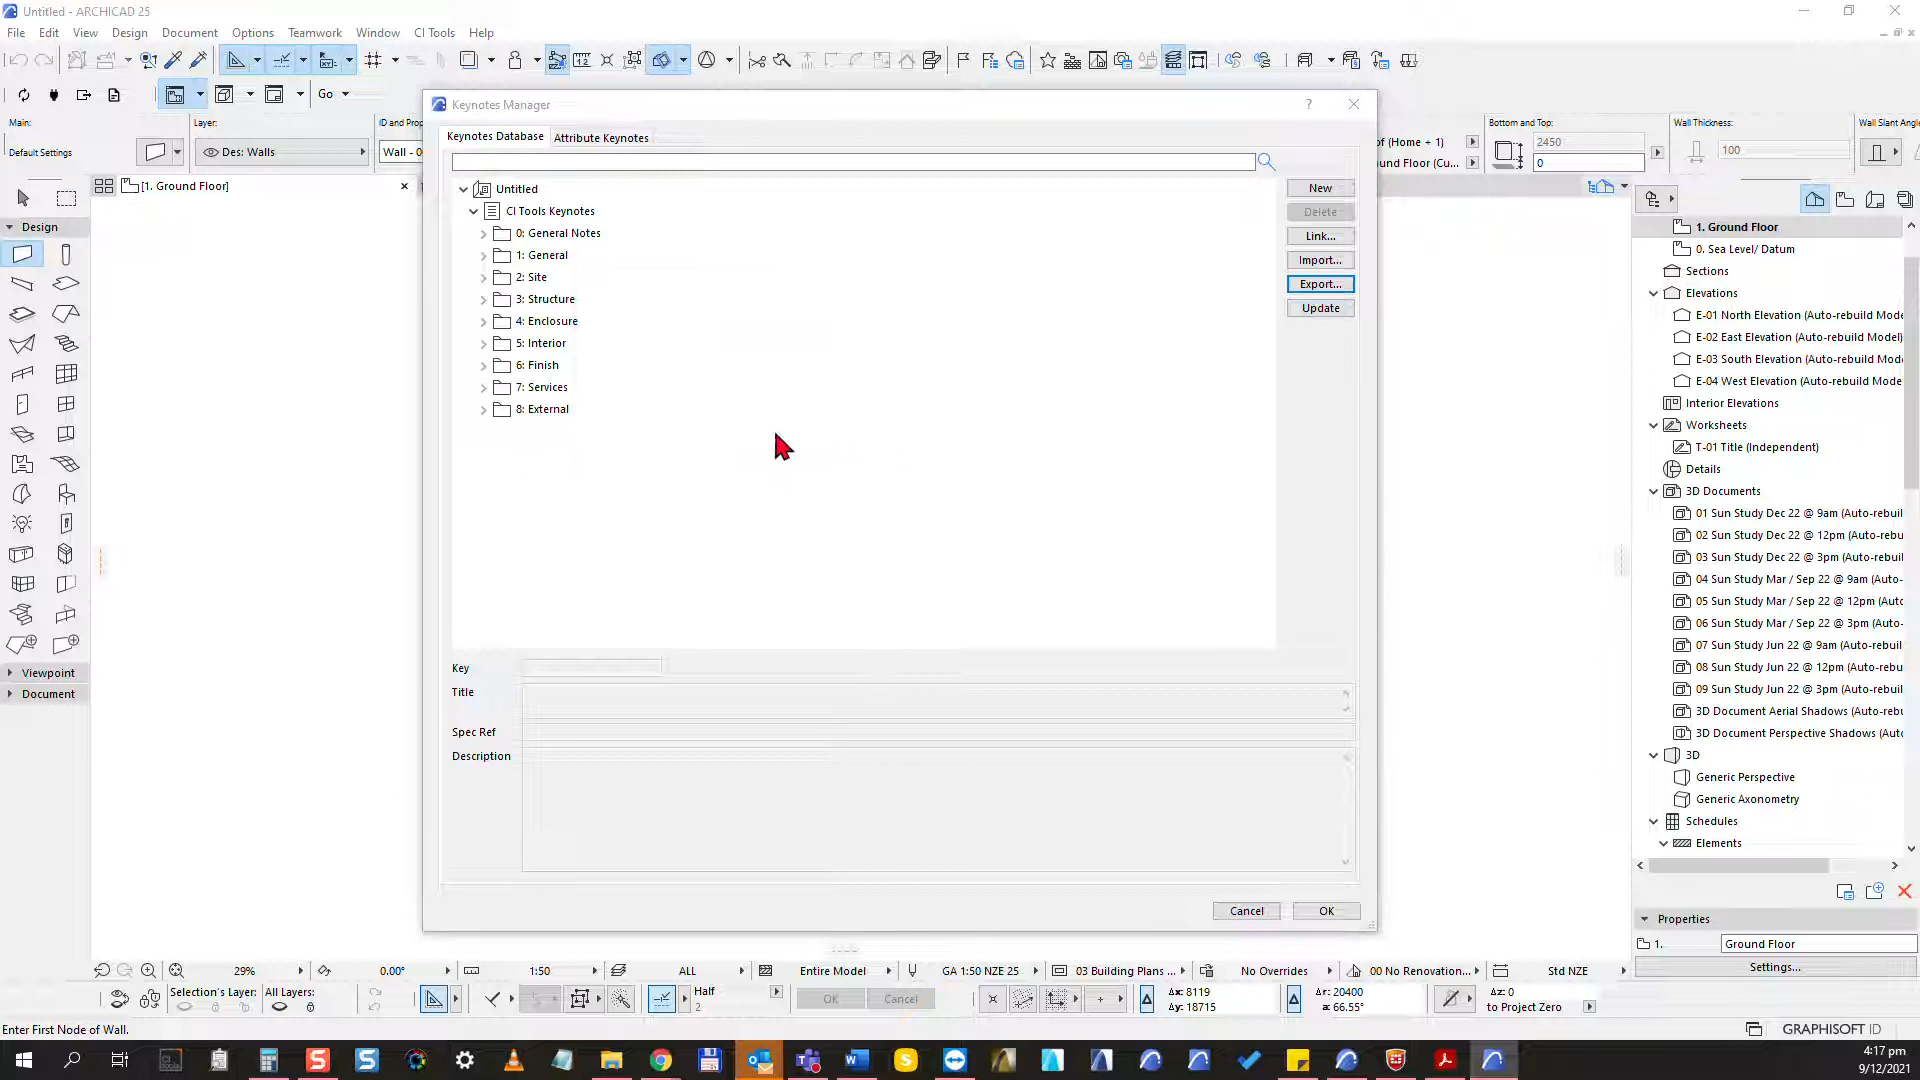 Untitled - ARCHICAD 25
File Edit View Design Document Options Teamwork Window CI Tools Help
Go
Keynotes Manager
?
Main:
Layer:
ID and Prop
Default Settings
Des: Walls
Wall - 0
Keynotes Database
Attribute Keynotes
of (Home + 1)
ound Floor (Cu...
Bottom and Top:
2450
0
Wall Thickness:
100
Wall Slant Angle
[1. Ground Floor]
Untitled
CI Tools Keynotes
0: General Notes
1: General
2: Site
3: Structure
4: Enclosure
5: Interior
6: Finish
7: Services
8: External
New
Delete
Link...
Import...
Export...
Update
Key
Title
Spec Ref
Description
Cancel
OK
Design
Viewpoint
Document
1. Ground Floor
0. Sea Level/ Datum
Sections
Elevations
E-01 North Elevation (Auto-rebuild Mode
E-02 East Elevation (Auto-rebuild Model)
E-03 South Elevation (Auto-rebuild Mod
E-04 West Elevation (Auto-rebuild Mode
Interior Elevations
Worksheets
T-01 Title (Independent)
Details
3D Documents
01 Sun Study Dec 22 @ 9am (Auto-rebuil
02 Sun Study Dec 22 @ 12pm (Auto-rebu
03 Sun Study Dec 22 @ 3pm (Auto-rebuil
04 Sun Study Mar / Sep 22 @ 9am (Auto-
05 Sun Study Mar / Sep 22 @ 12pm (Auto
06 Sun Study Mar / Sep 22 @ 3pm (Auto-
07 Sun Study Jun 22 @ 9am (Auto-rebuil
08 Sun Study Jun 22 @ 12pm (Auto-rebu
09 Sun Study Jun 22 @ 3pm (Auto-rebuil
3D Document Aerial Shadows (Auto-rebu
3D Document Perspective Shadows (Auto
3D
Generic Perspective
Generic Axonometry
Schedules
Elements
Properties
1.
Ground Floor
Settings...
29%
0.00°
1:50
ALL
Entire Model
GA 1:50 NZE 25
03 Building Plans ...
No Overrides
00 No Renovation...
Std NZE
Selection's Layer:
All Layers:
Half
2
OK
Cancel
Δx: 8119
Δy: 18715
Δr: 20400
a: 66.55°
Δz: 0
to Project Zero
Enter First Node of Wall.
GRAPHISOFT ID
4:17 pm
9/12/2021